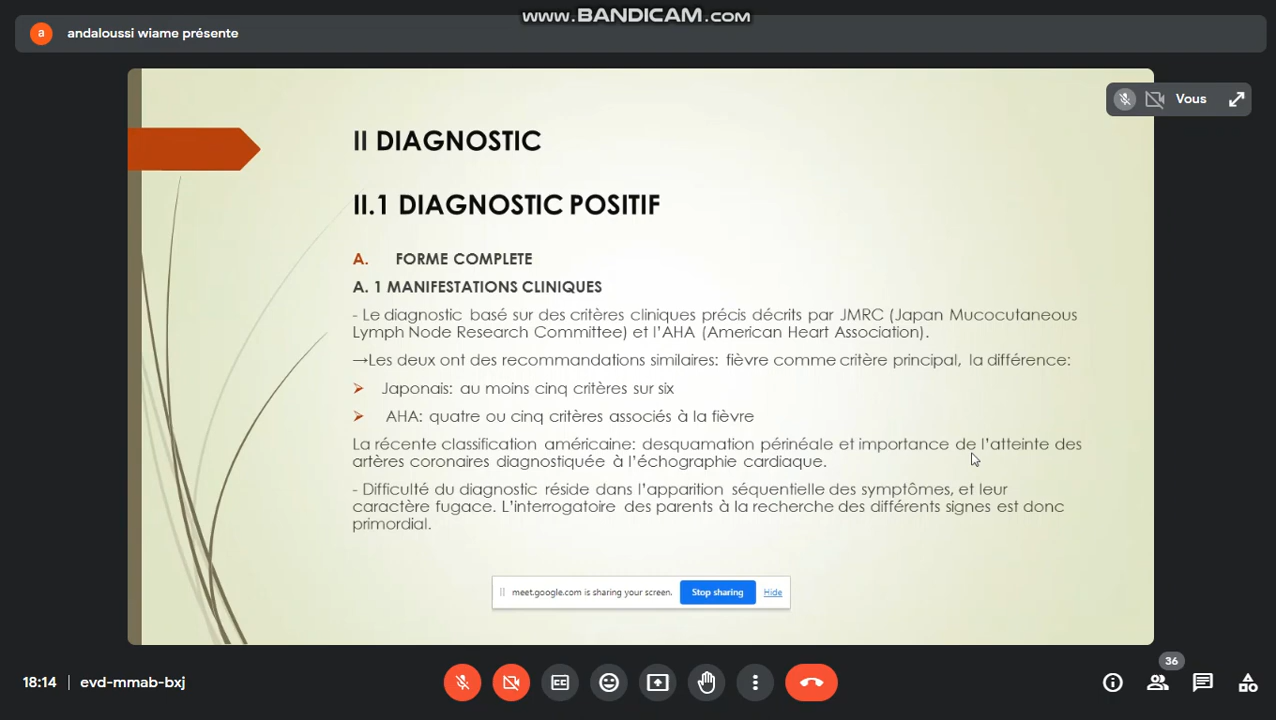 WWW.BANDICAM.COM
a andaloussi wiame présente
Vous
II DIAGNOSTIC
II.1 DIAGNOSTIC POSITIF
A. FORME COMPLETE
A. 1 MANIFESTATIONS CLINIQUES
- Le diagnostic basé sur des critères cliniques précis décrits par JMRC (Japan Mucocutaneous
Lymph Node Research Committee) et l'AHA (American Heart Association).
→Les deux ont des recommandations similaires: fièvre comme critère principal, la différence:
➢ Japonais: au moins cinq critères sur six
➢ AHA: quatre ou cinq critères associés à la fièvre
La récente classification américaine: desquamation périnéale et importance de l'atteinte des
artères coronaires diagnostiquée à l'échographie cardiaque.
- Difficulté du diagnostic réside dans l'apparition séquentielle des symptômes, et leur
caractère fugace. L'interrogatoire des parents à la recherche des différents signes est donc
primordial.
meet.google.com is sharing your screen. Stop sharing Hide
36
18:14 | evd-mmab-bxj
CC